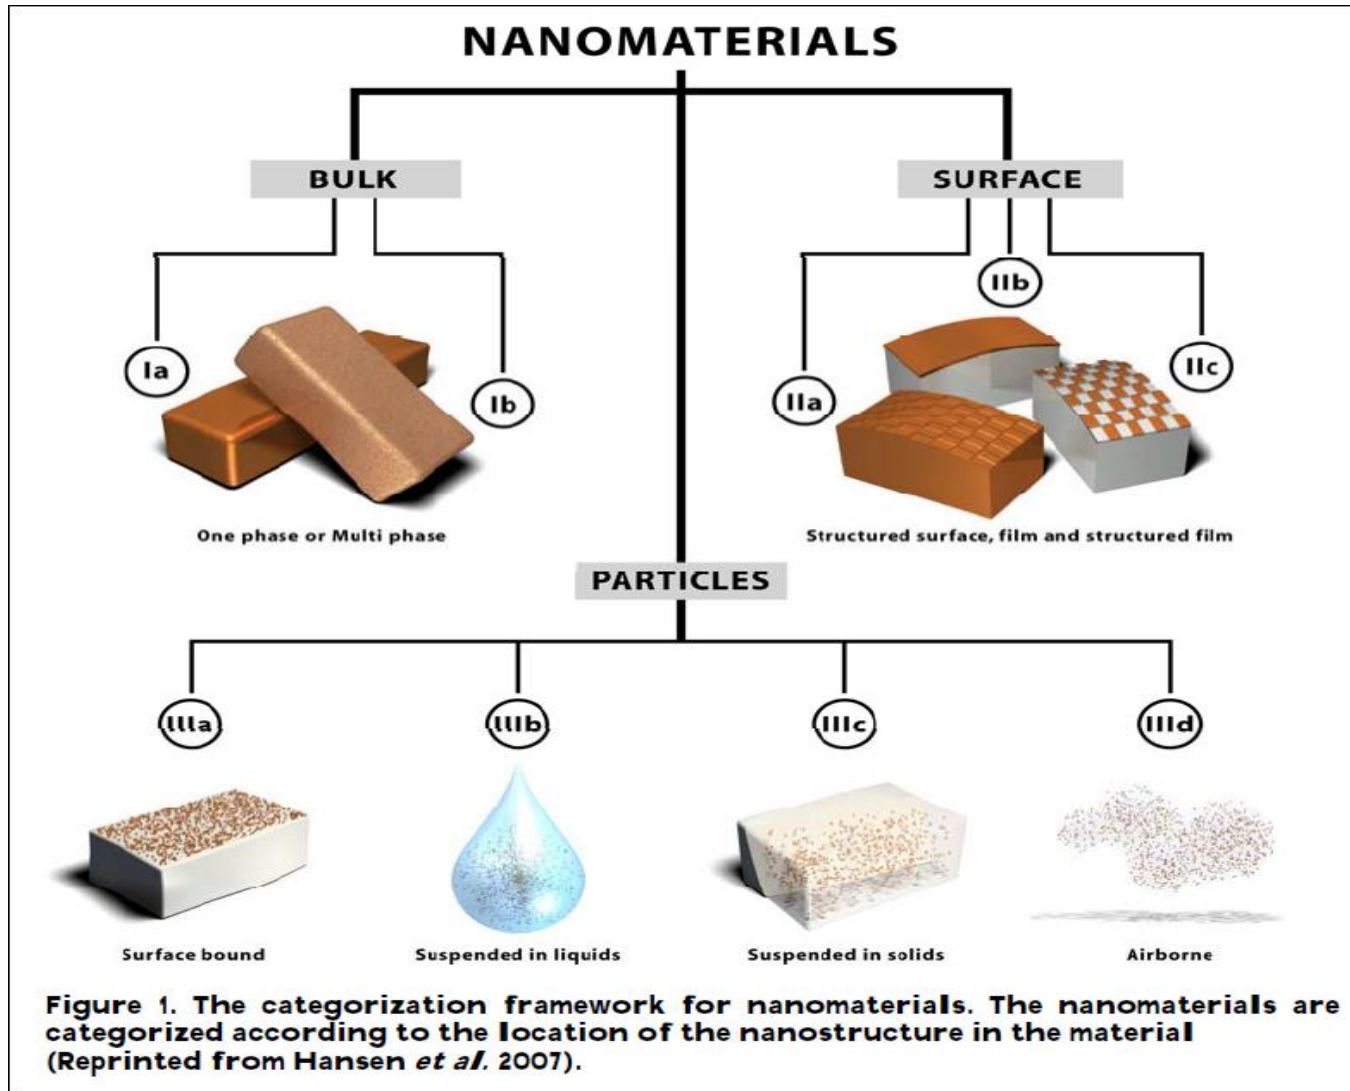 NANOMATERIALS
BULK
SURFACE
Ia
Ib
IIa
IIb
IIc
One phase or Multi phase
Structured surface, film and structured film
PARTICLES
IIIa
IIIb
IIIc
IIId
Surface bound
Suspended in liquids
Suspended in solids
Airborne
Figure 1. The categorization framework for nanomaterials. The nanomaterials are
categorized according to the location of the nanostructure in the material
(Reprinted from Hansen et al. 2007).